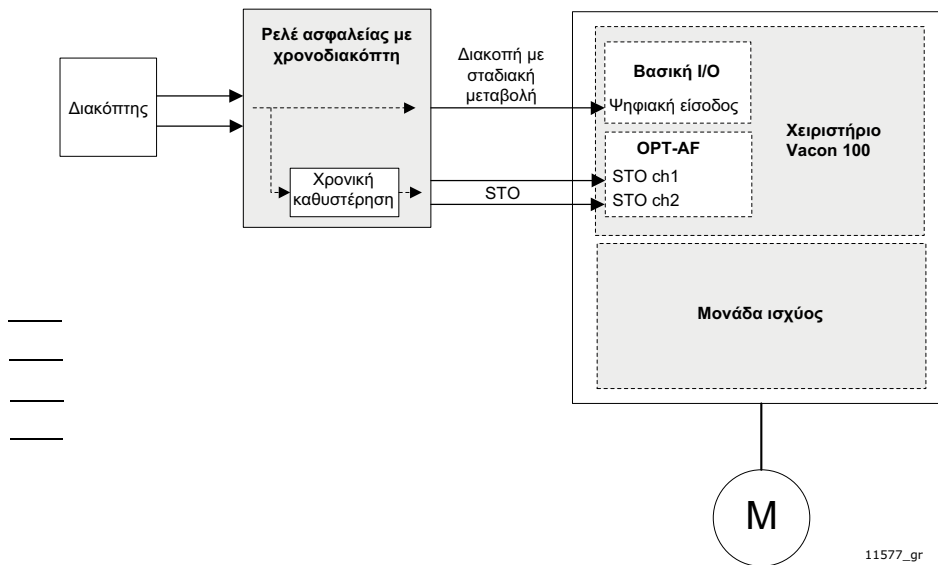 Ρελέ ασφαλείας με
χρονοδιακόπτη
Διακόπτης
Χρονική
καθυστέρηση
Διακοπή με
σταδιακή
μεταβολή
STO
Βασική I/O
Ψηφιακή είσοδος
OPT-AF
STO ch1
STO ch2
Χειριστήριο
Vacon 100
Μονάδα ισχύος
M
11577_gr